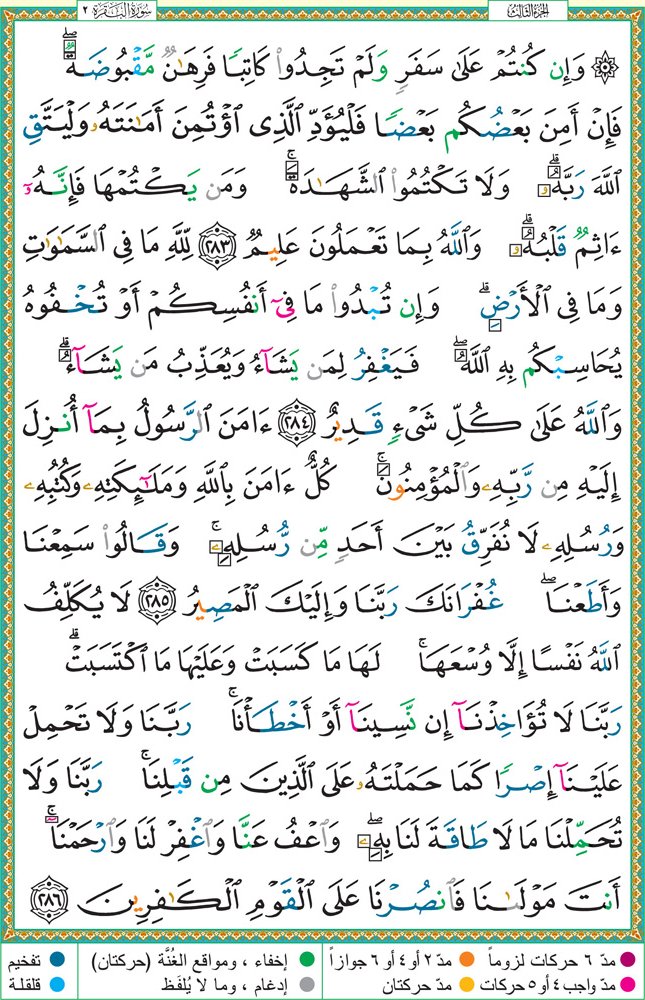 الجزء الثالث
سورة البقرة ٢
۞ وَإِن كُنتُمْ عَلَىٰ سَفَرٍ وَلَمْ تَجِدُوا۟ كَاتِبًا فَرِهَـٰنٌ مَّقْبُوضَةٌ ۖ
فَإِنْ أَمِنَ بَعْضُكُم بَعْضًا فَلْيُؤَدِّ ٱلَّذِى ٱؤْتُمِنَ أَمَـٰنَتَهُۥ وَلْيَتَّقِ
ٱللَّهَ رَبَّهُۥ ۗ وَلَا تَكْتُمُوا۟ ٱلشَّهَـٰدَةَ ۚ وَمَن يَكْتُمْهَا فَإِنَّهُۥٓ
ءَاثِمٌ قَلْبُهُۥ ۗ وَٱللَّهُ بِمَا تَعْمَلُونَ عَلِيمٌ ﴿٢٨٣﴾ لِّلَّهِ مَا فِى ٱلسَّمَـٰوَٰتِ
وَمَا فِى ٱلْأَرْضِ ۗ وَإِن تُبْدُوا۟ مَا فِىٓ أَنفُسِكُمْ أَوْ تُخْفُوهُ
يُحَاسِبْكُم بِهِ ٱللَّهُ ۖ فَيَغْفِرُ لِمَن يَشَآءُ وَيُعَذِّبُ مَن يَشَآءُ ۗ
وَٱللَّهُ عَلَىٰ كُلِّ شَىْءٍ قَدِيرٌ ﴿٢٨٤﴾ ءَامَنَ ٱلرَّسُولُ بِمَآ أُنزِلَ
إِلَيْهِ مِن رَّبِّهِۦ وَٱلْمُؤْمِنُونَ ۚ كُلٌّ ءَامَنَ بِٱللَّهِ وَمَلَـٰٓئِكَتِهِۦ وَكُتُبِهِۦ
وَرُسُلِهِۦ لَا نُفَرِّقُ بَيْنَ أَحَدٍ مِّن رُّسُلِهِۦ ۚ وَقَالُوا۟ سَمِعْنَا
وَأَطَعْنَا ۖ غُفْرَانَكَ رَبَّنَا وَإِلَيْكَ ٱلْمَصِيرُ ﴿٢٨٥﴾ لَا يُكَلِّفُ
ٱللَّهُ نَفْسًا إِلَّا وُسْعَهَا ۚ لَهَا مَا كَسَبَتْ وَعَلَيْهَا مَا ٱكْتَسَبَتْ ۗ
رَبَّنَا لَا تُؤَاخِذْنَآ إِن نَّسِينَآ أَوْ أَخْطَأْنَا ۚ رَبَّنَا وَلَا تَحْمِلْ
عَلَيْنَآ إِصْرًا كَمَا حَمَلْتَهُۥ عَلَى ٱلَّذِينَ مِن قَبْلِنَا ۚ رَبَّنَا وَلَا
تُحَمِّلْنَا مَا لَا طَاقَةَ لَنَا بِهِۦ ۖ وَٱعْفُ عَنَّا وَٱغْفِرْ لَنَا وَٱرْحَمْنَآ ۚ
أَنتَ مَوْلَىٰنَا فَٱنصُرْنَا عَلَى ٱلْقَوْمِ ٱلْكَـٰفِرِينَ ﴿٢٨٦﴾
مدّ ٦ حركات لزوماً ● مدّ ٢ أو ٤ أو ٦ جوازاً ● إخفاء ، ومواقع الغُنَّة (حركتان) ● تفخيم
مدّ واجب ٤ أو ٥ حركات ● مدّ حركتان ● إدغام ، وما لا يُلفَظ ● قلقلة